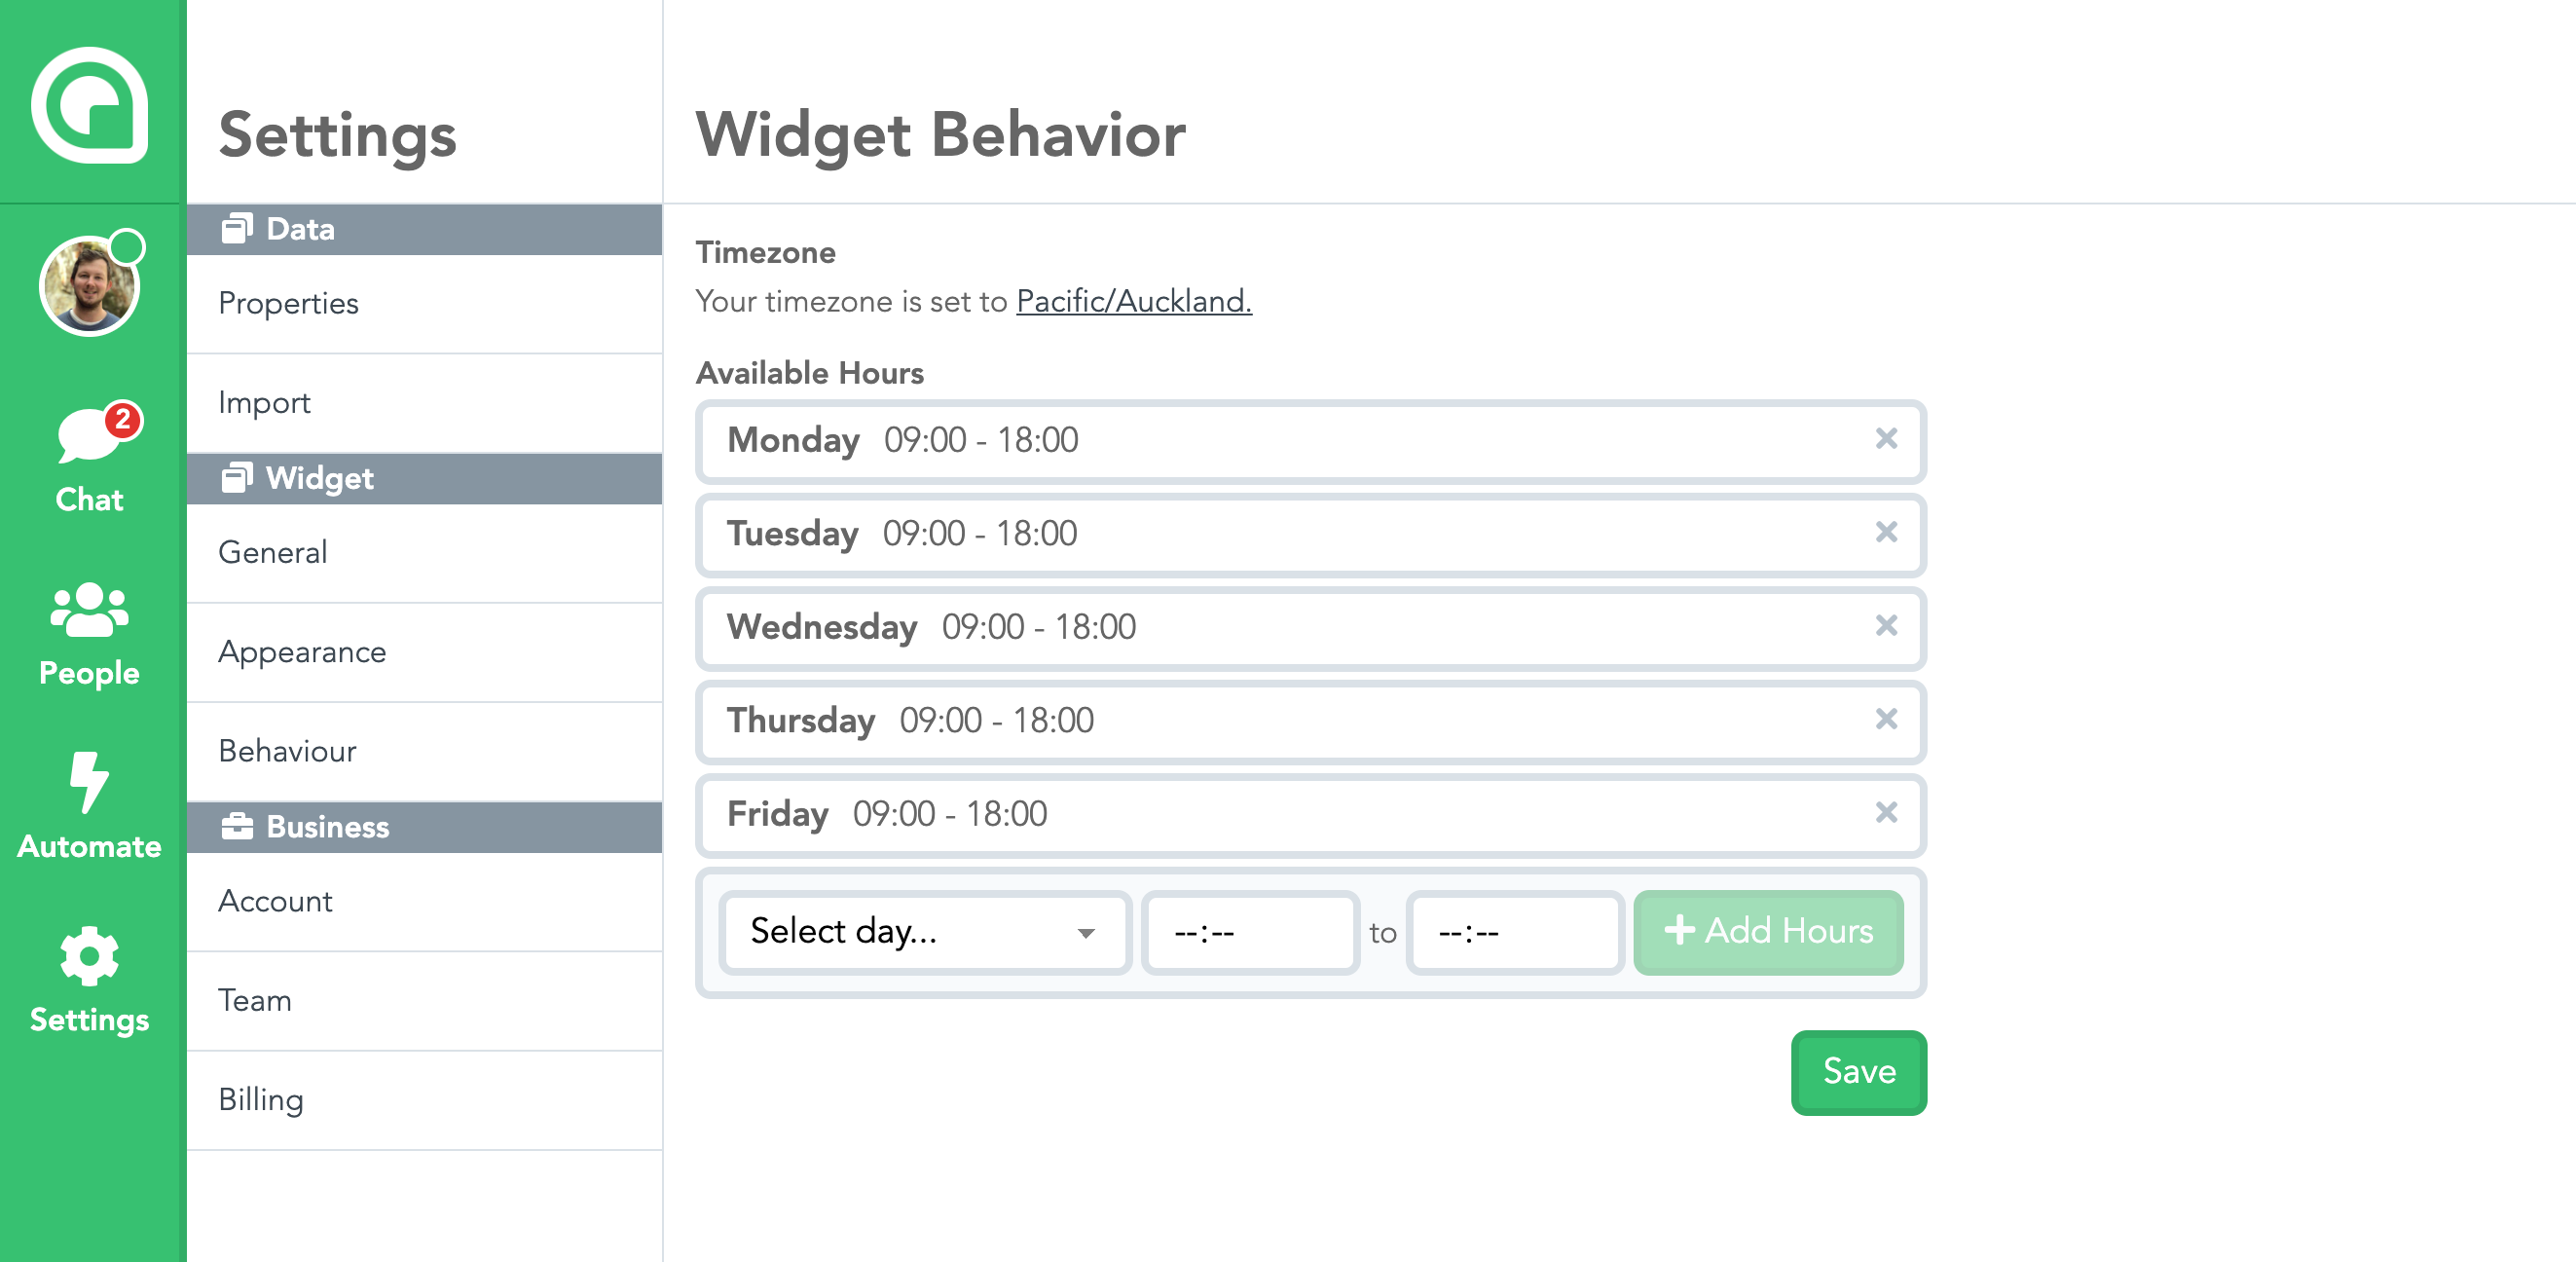 2
Chat
People
Automate
Settings
Settings
Data
Properties
Import
Widget
General
Appearance
Behaviour
Business
Account
Team
Billing
Widget Behavior
Timezone
Your timezone is set to Pacific/Auckland.
Available Hours
Monday 09:00 - 18:00
Tuesday 09:00 - 18:00
Wednesday 09:00 - 18:00
Thursday 09:00 - 18:00
Friday 09:00 - 18:00
Select day... --:-- to --:-- Add Hours
Save